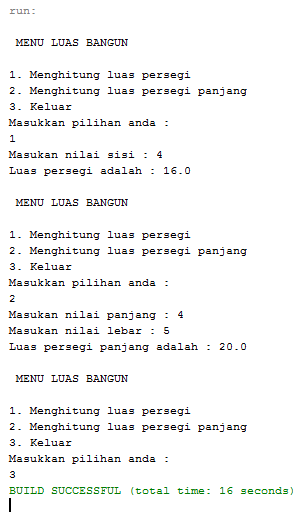 run:
MENU LUAS BANGUN
1. Menghitung luas persegi
2. Menghitung luas persegi panjang
3. Keluar
Masukkan pilihan anda :
1
Masukan nilai sisi : 4
Luas persegi adalah : 16.0
MENU LUAS BANGUN
1. Menghitung luas persegi
2. Menghitung luas persegi panjang
3. Keluar
Masukkan pilihan anda :
2
Masukan nilai panjang : 4
Masukan nilai lebar : 5
Luas persegi panjang adalah : 20.0
MENU LUAS BANGUN
1. Menghitung luas persegi
2. Menghitung luas persegi panjang
3. Keluar
Masukkan pilihan anda :
3
BUILD SUCCESSFUL (total time: 16 seconds)